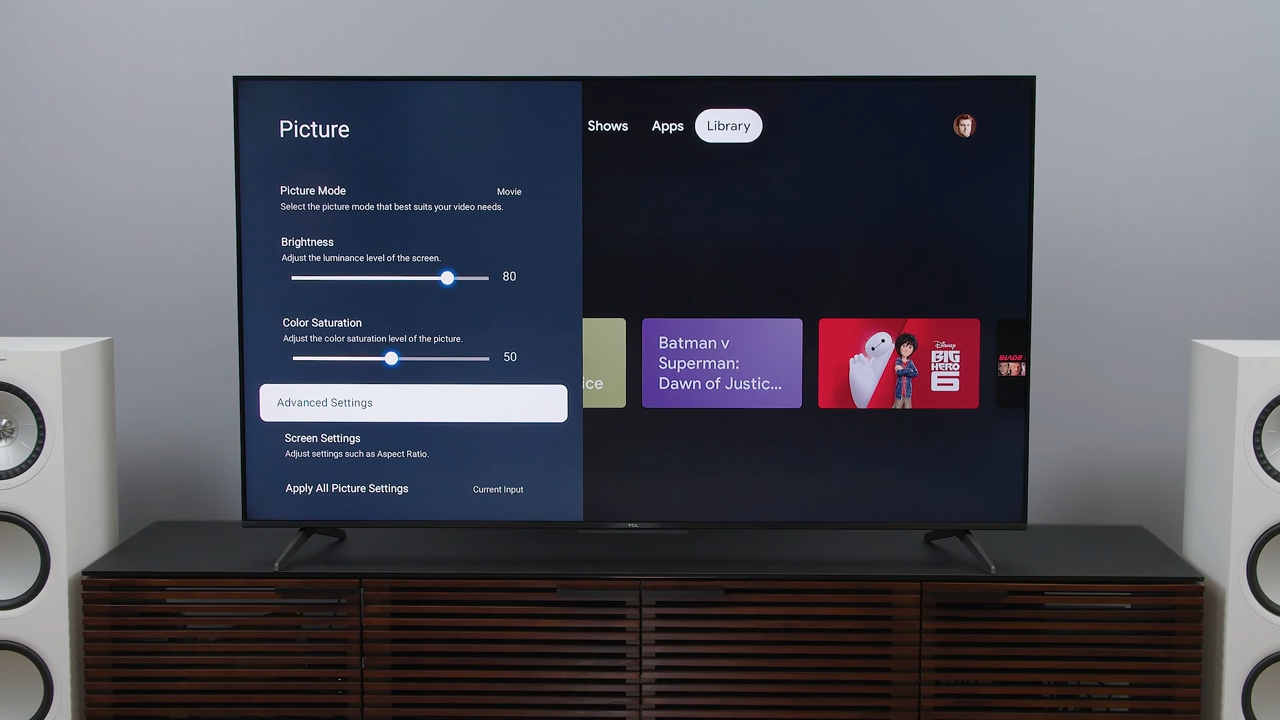 Picture
Shows Apps Library
Picture Mode Movie
Select the picture mode that best suits your video needs.
Brightness
Adjust the luminance level of the screen.
80
Color Saturation
Adjust the color saturation level of the picture.
50
Advanced Settings
Screen Settings
Adjust settings such as Aspect Ratio.
Apply All Picture Settings Current Input
ice
Batman v
Superman:
Dawn of Justic...
Disney
BIG
HERO
6
BLADE
TCL